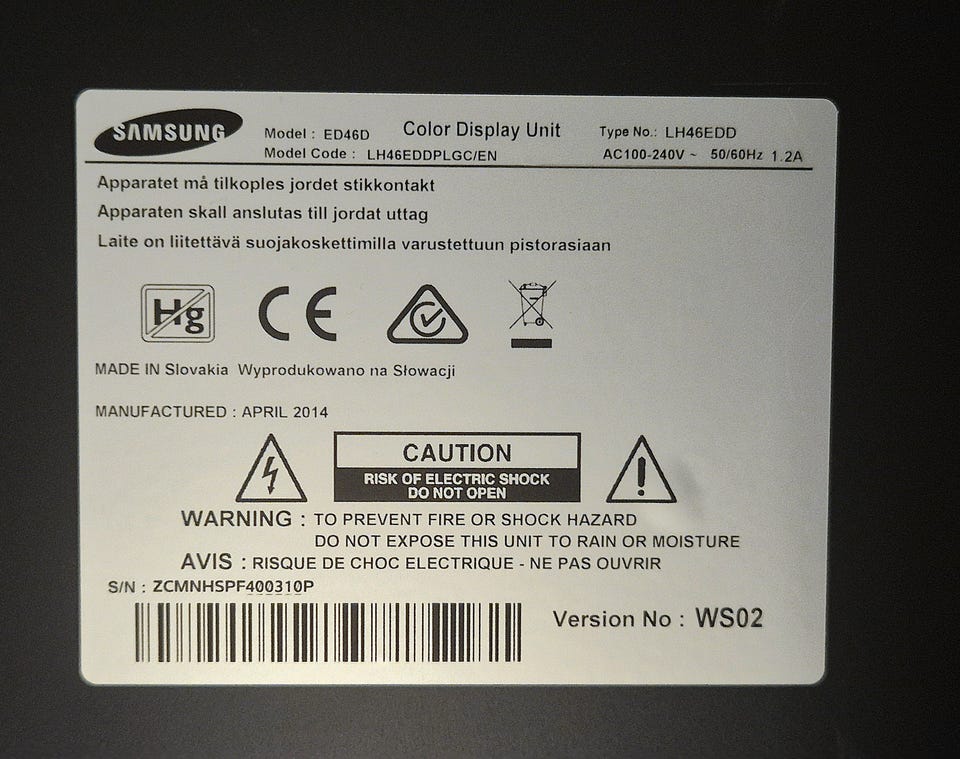 SAMSUNG Model : ED46D Color Display Unit Type No.: LH46EDD
Model Code : LH46EDDPLGC/EN AC100-240V ~ 50/60Hz 1.2A
Apparatet må tilkoples jordet stikkontakt
Apparaten skall anslutas till jordat uttag
Laite on liitettävä suojakoskettimilla varustettuun pistorasiaan
Hg CE
MADE IN Slovakia Wyprodukowano na Słowacji
MANUFACTURED : APRIL 2014
CAUTION
RISK OF ELECTRIC SHOCK
DO NOT OPEN
WARNING : TO PREVENT FIRE OR SHOCK HAZARD
DO NOT EXPOSE THIS UNIT TO RAIN OR MOISTURE
AVIS : RISQUE DE CHOC ELECTRIQUE - NE PAS OUVRIR
S/N : ZCMNHSPF400310P
Version No : WS02